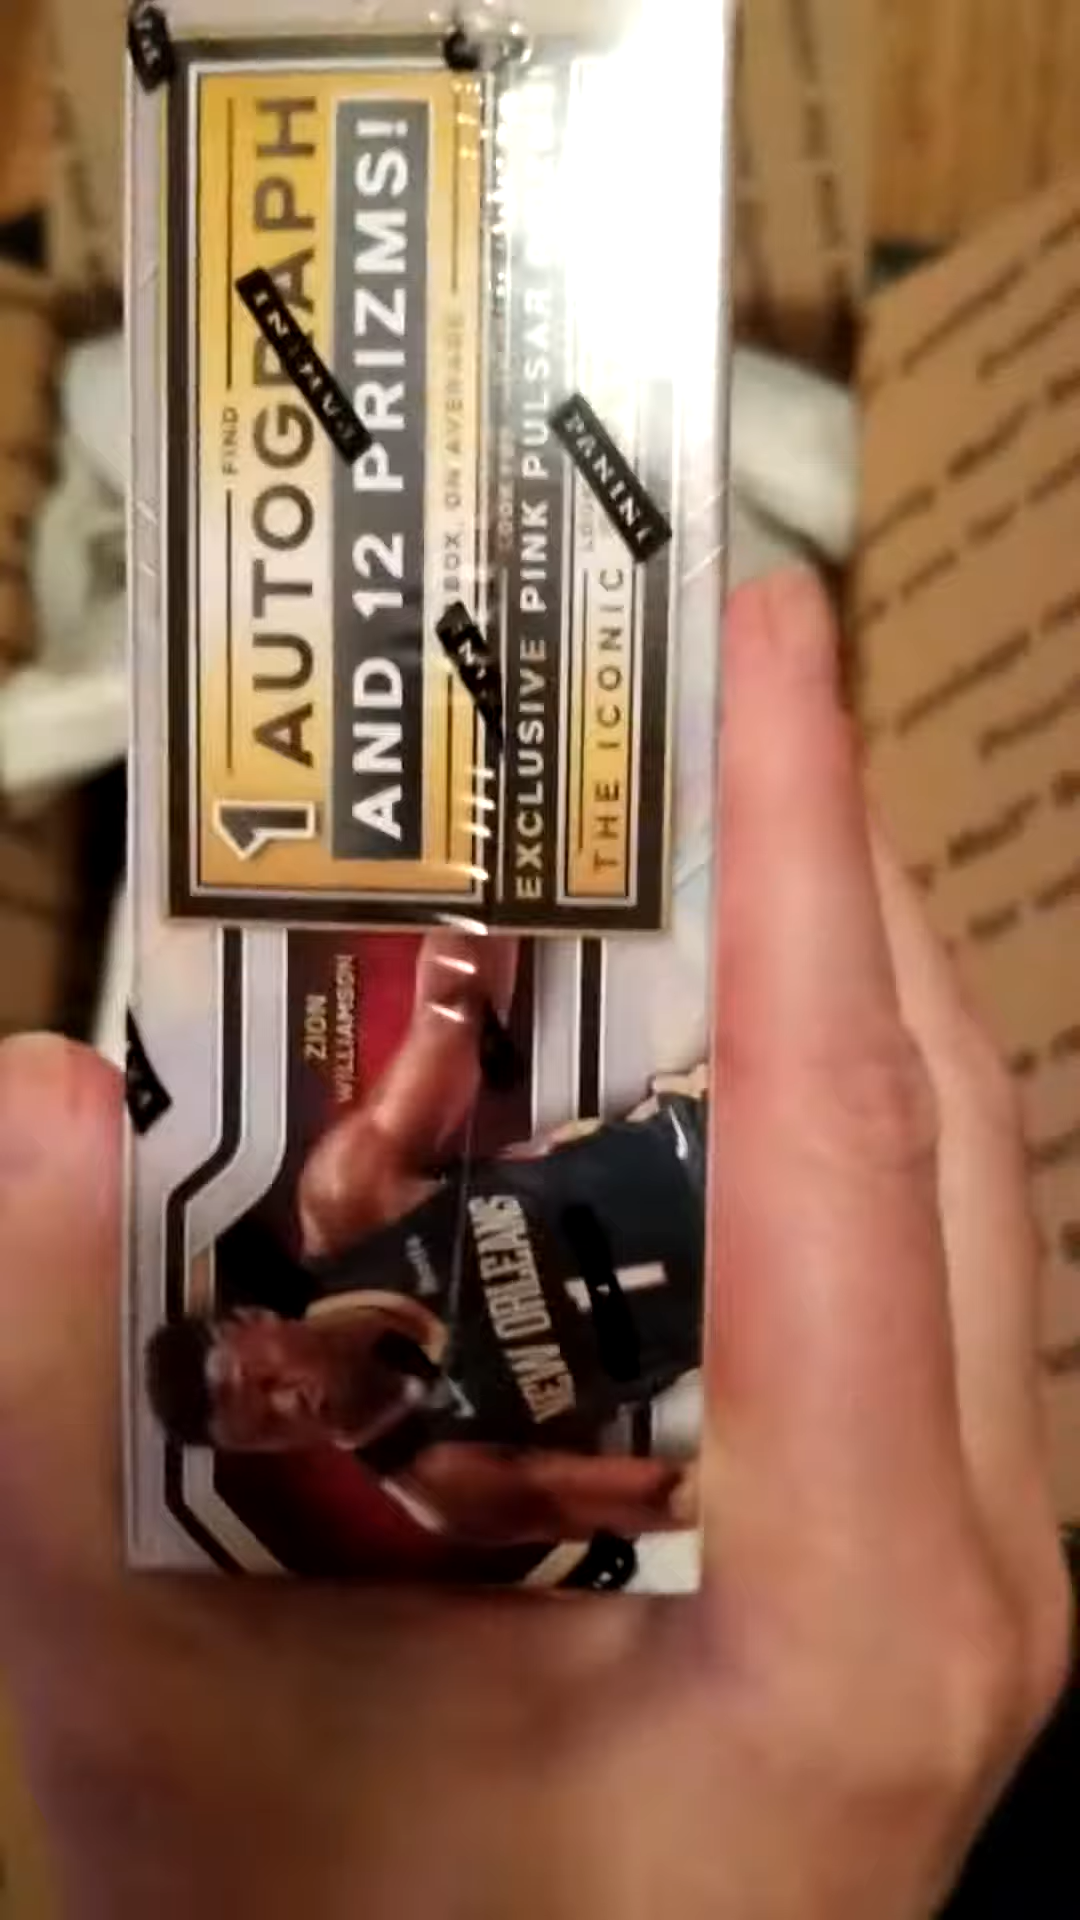 FIND
1 AUTOGRAPH
AND 12 PRIZMS!
BOX, ON AVERAGE
EXCLUSIVE PINK PULSAR
THE ICONIC
PANINI
PANINI
ZION
WILLIAMSON
NEW ORLEANS
1